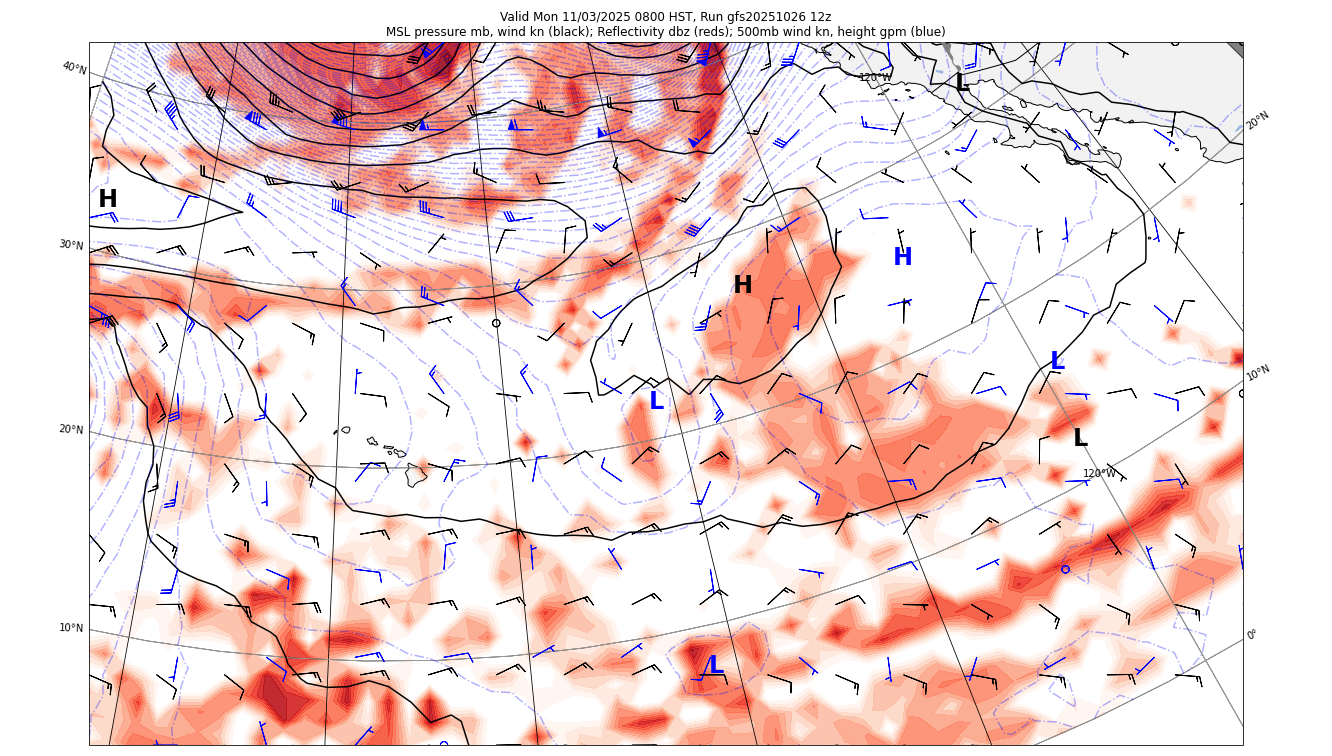 Valid Mon 11/03/2025 0800 HST, Run gfs20251026 12z
MSL pressure mb, wind kn (black); Reflectivity dbz (reds); 500mb wind kn, height gpm (blue)
40°N
120°W
L
20°N
H
30°N
H
H
L
10°N
L
20°N
L
120°W
10°N
0°
L